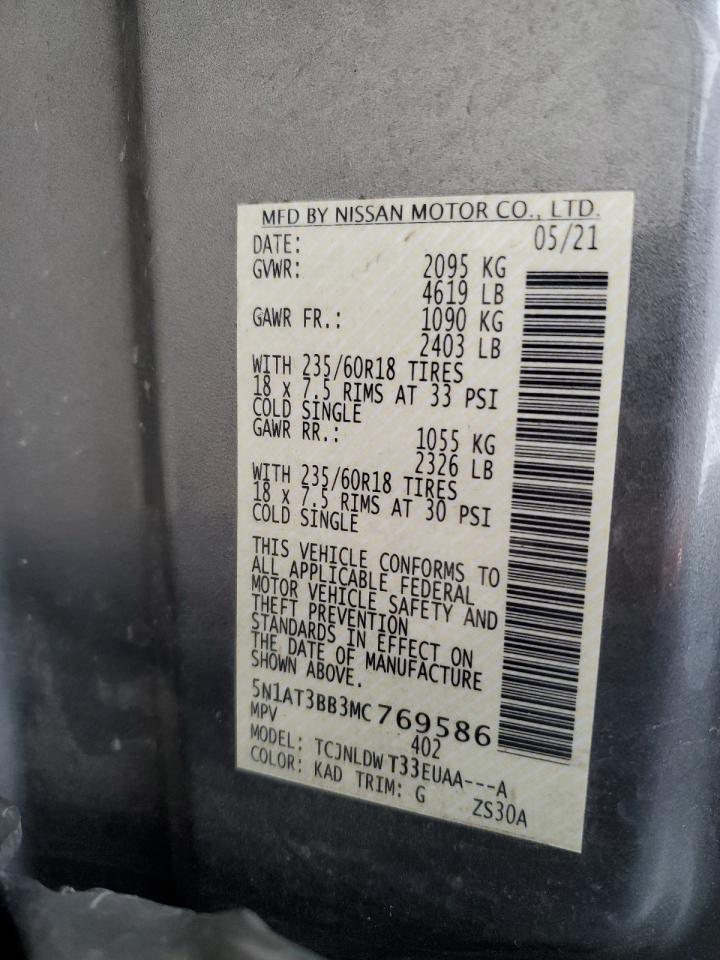 MFD BY NISSAN MOTOR CO., LTD.
DATE: 05/21
GVWR: 2095 KG
4619 LB
GAWR FR.: 1090 KG
2403 LB
WITH 235/60R18 TIRES
18 X 7.5 RIMS AT 33 PSI
COLD SINGLE
GAWR RR.: 1055 KG
2326 LB
WITH 235/60R18 TIRES
18 X 7.5 RIMS AT 30 PSI
COLD SINGLE
THIS VEHICLE CONFORMS TO
ALL APPLICABLE FEDERAL
MOTOR VEHICLE SAFETY AND
THEFT PREVENTION
STANDARDS IN EFFECT ON
THE DATE OF MANUFACTURE
SHOWN ABOVE.
5N1AT3BB3MC769586
MPV 402
MODEL: TCJNLDWT33EUAA---A
COLOR: KAD TRIM: G ZS30A